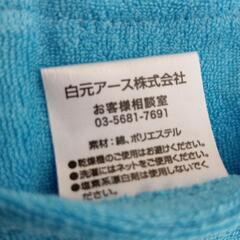 白元アース株式会社
お客様相談室
03-5681-7691
素材：綿、ポリエステル
●乾燥機のご使用はお避けください。
●洗濯にはネットをご使用ください。
●塩素系漂白剤は使用しないでく
ださい。